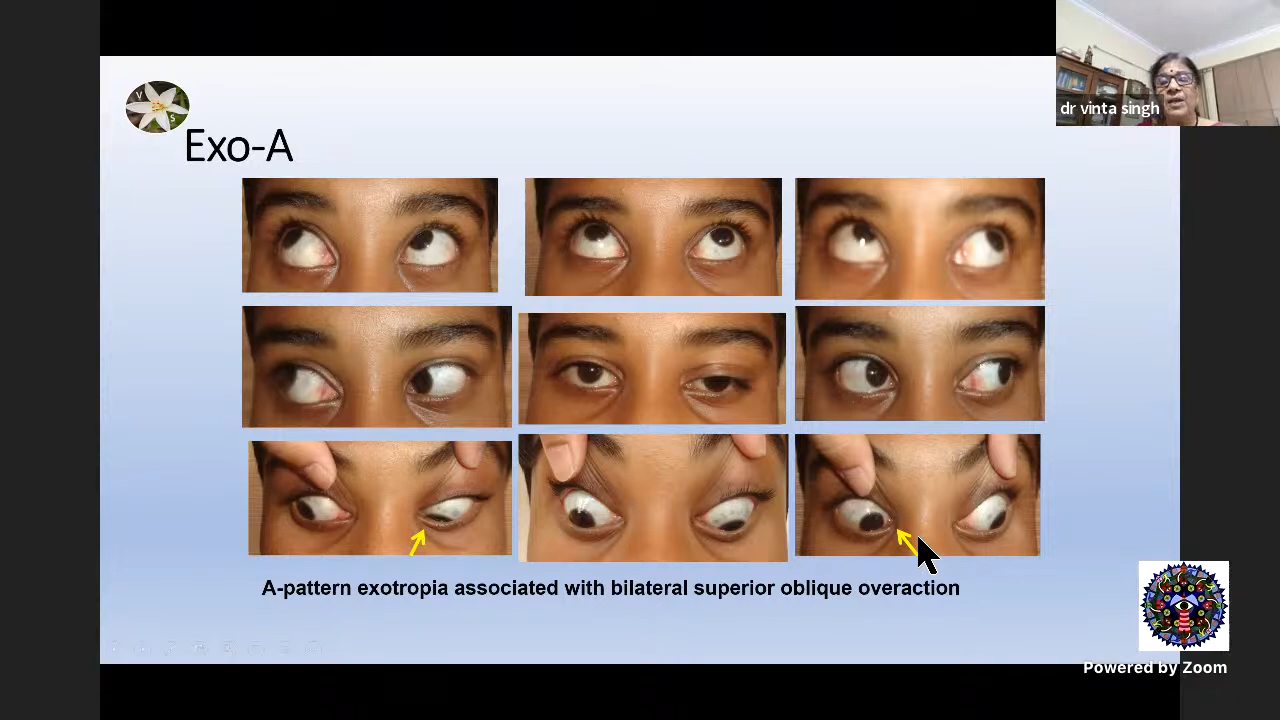 dr vinta singh
V
S
Exo-A
A-pattern exotropia associated with bilateral superior oblique overaction
Powered by Zoom